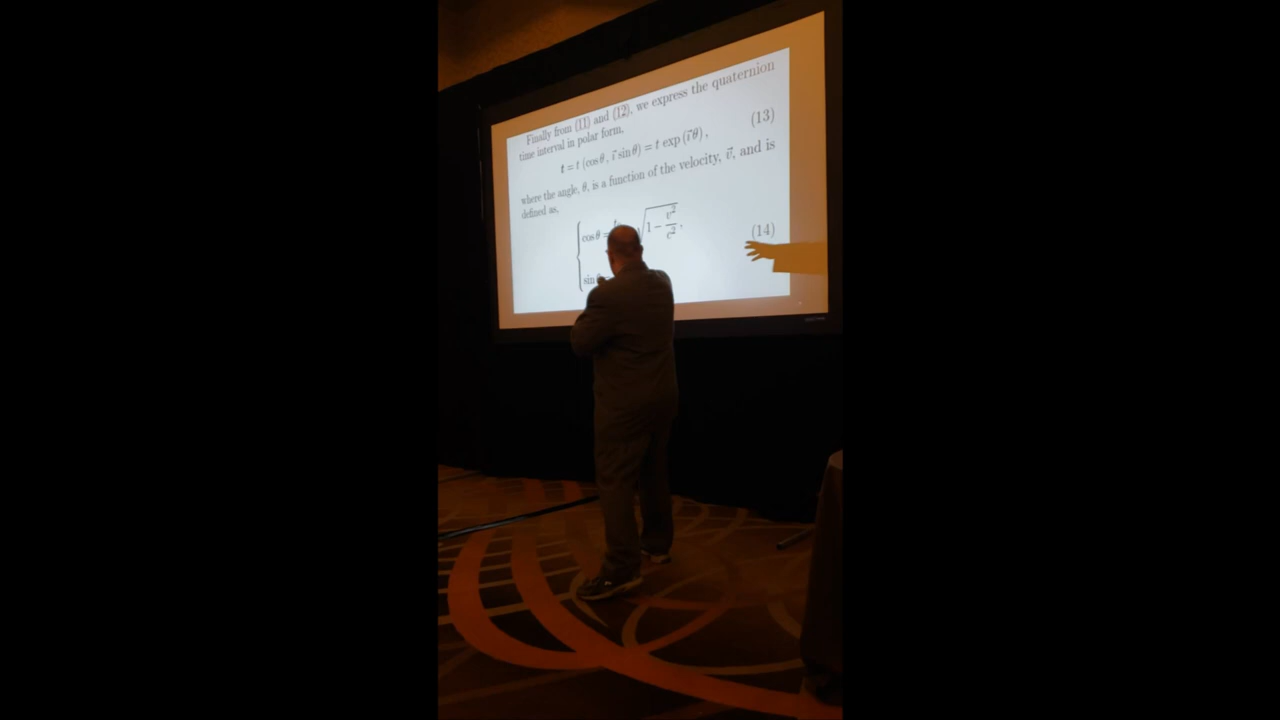 Finally from (11) and (12), we express the quaternion
time interval in polar form,
t = t (cos θ , i⃗ sin θ) = t exp (i⃗ θ) , (13)
where the angle, θ, is a function of the velocity, v⃗, and is
defined as,
cos θ = √1 − v²/c² , (14)
sin